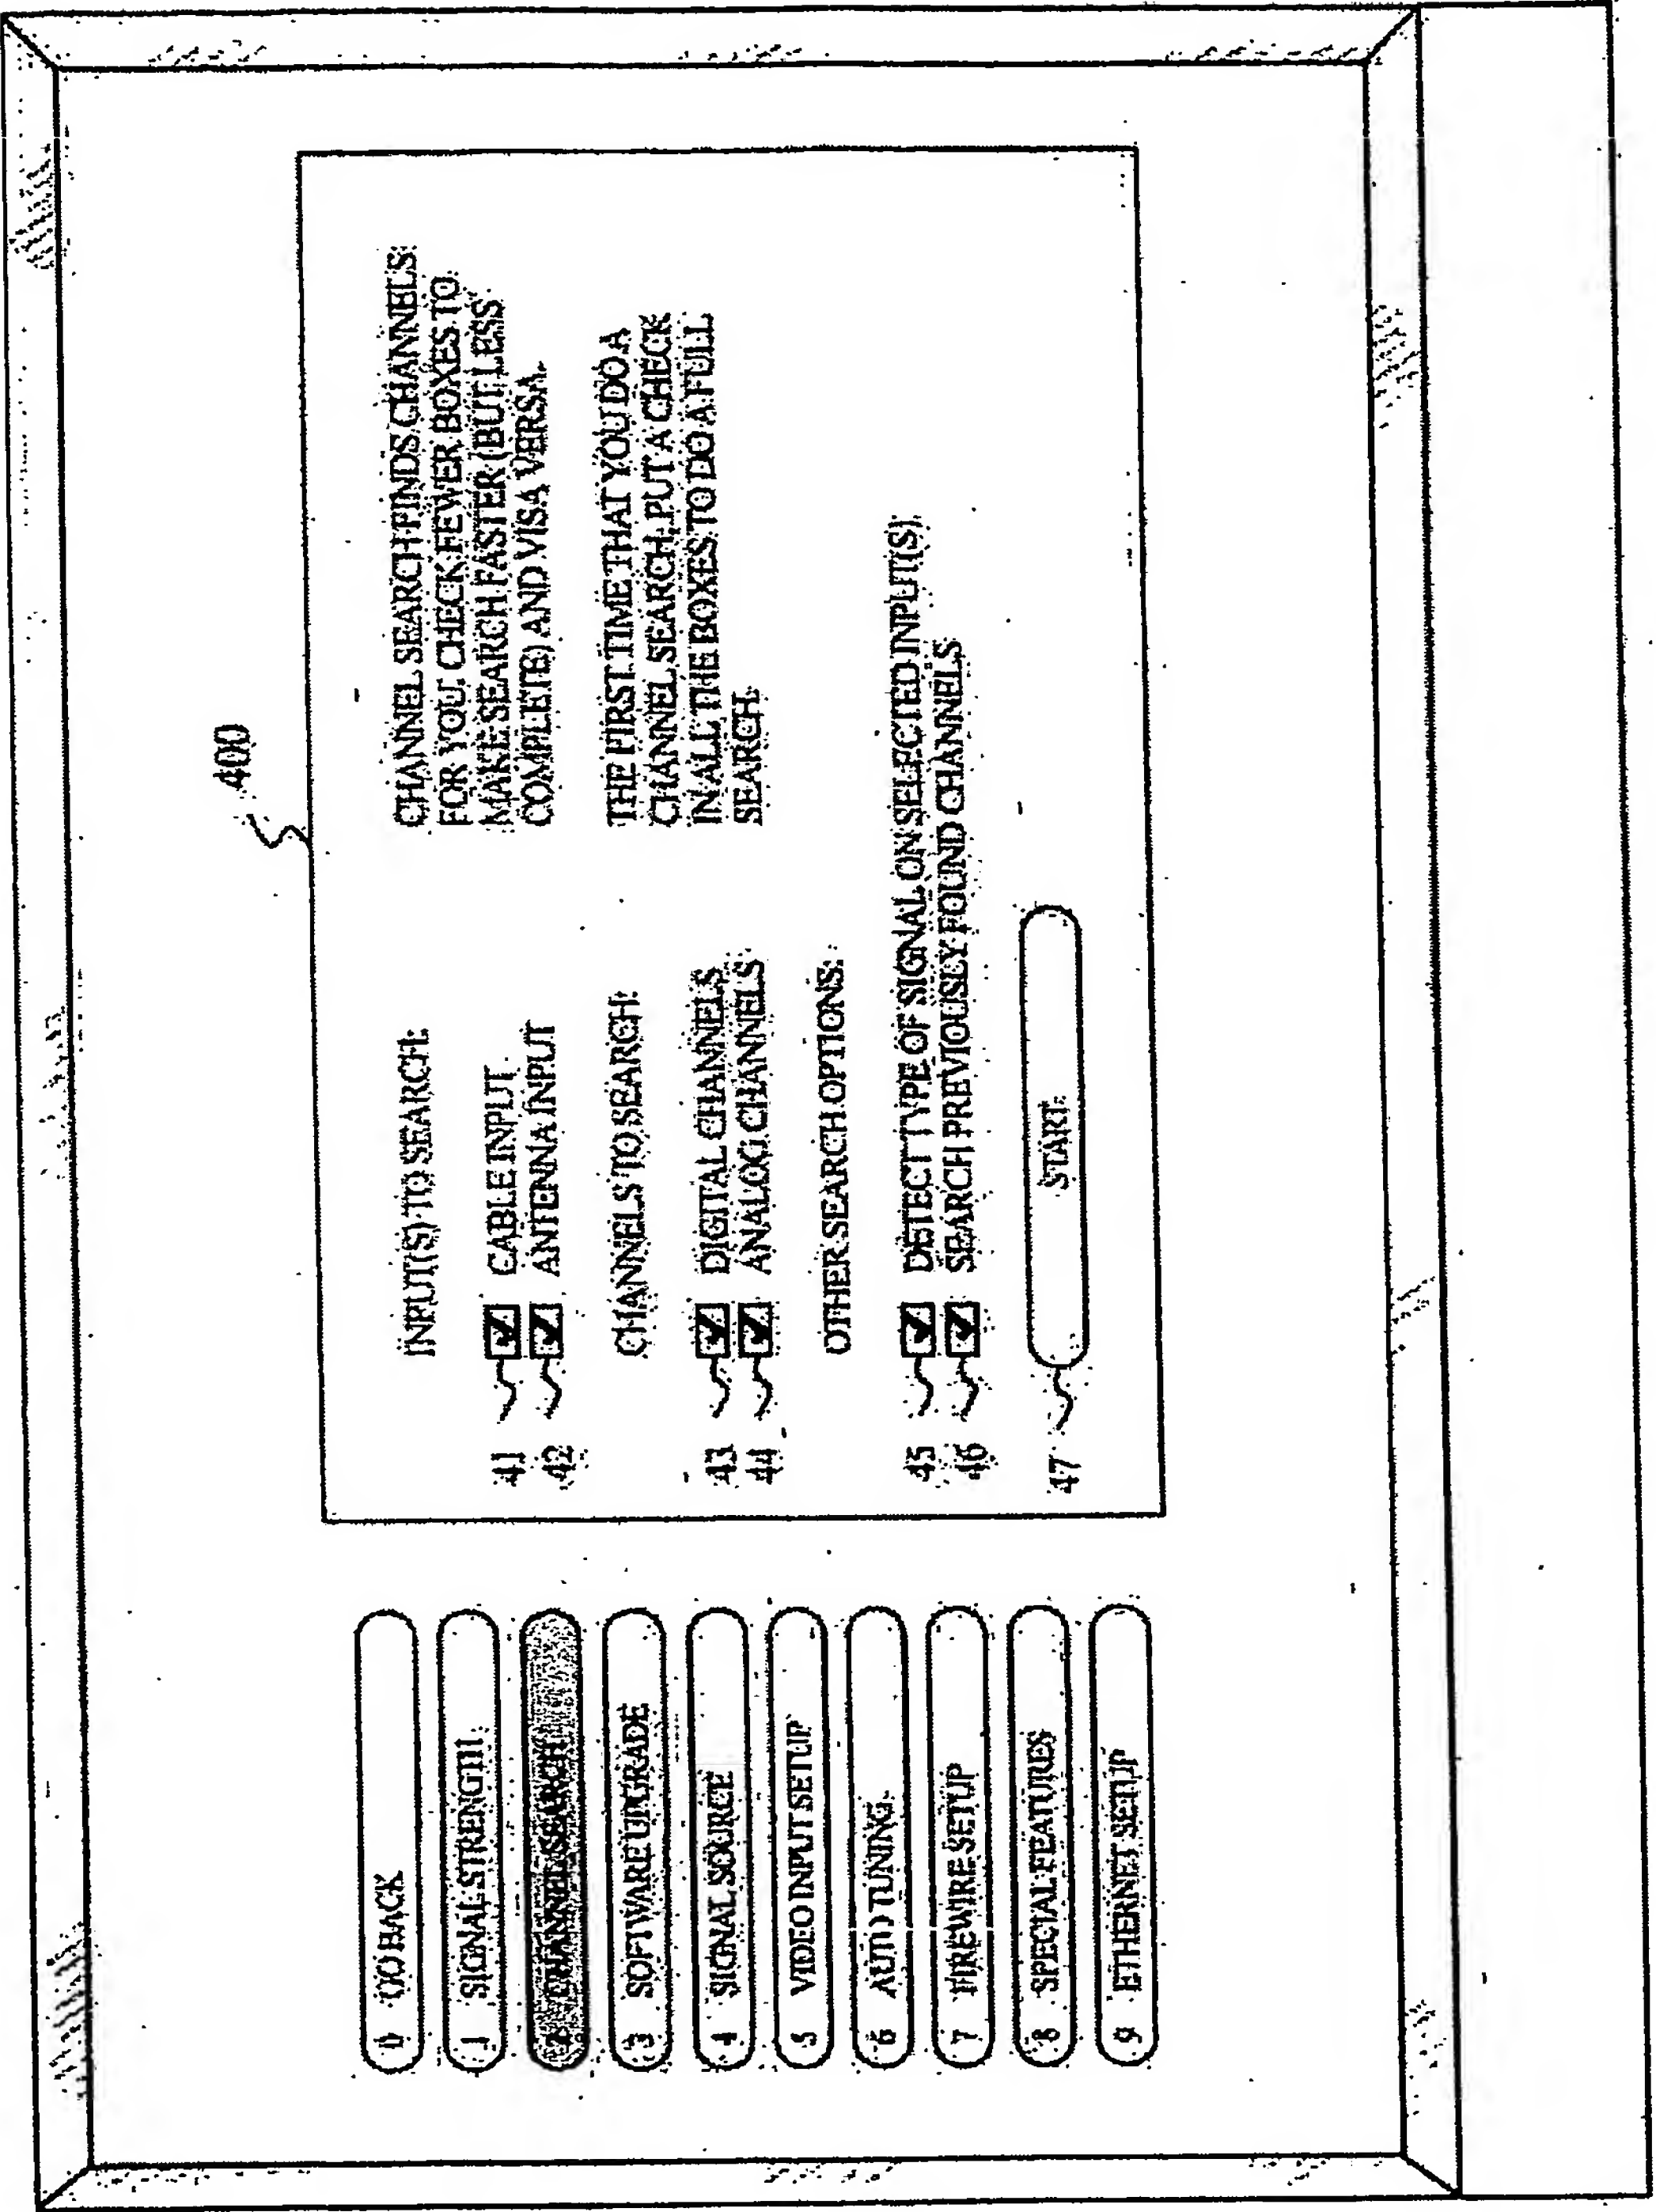 400
0 GO BACK
1 SIGNAL STRENGTH
2 CHANNEL SEARCH
3 SOFTWARE UPGRADE
4 SIGNAL SOURCE
5 VIDEO INPUT SETUP
6 AUTO TUNING
7 FIREWIRE SETUP
8 SPECIAL FEATURES
9 ETHERNET SETUP
INPUT(S) TO SEARCH:
41 CABLE INPUT
42 ANTENNA INPUT
CHANNELS TO SEARCH:
43 DIGITAL CHANNELS
44 ANALOG CHANNELS
OTHER SEARCH OPTIONS:
45 DETECT TYPE OF SIGNAL ON SELECTED INPUT(S).
46 SEARCH PREVIOUSLY FOUND CHANNELS
47 START
CHANNEL SEARCH FINDS CHANNELS
FOR YOU. CHECK FEWER BOXES TO
MAKE SEARCH FASTER (BUT LESS
COMPLETE) AND VISA VERSA.
THE FIRST TIME THAT YOU DO A
CHANNEL SEARCH, PUT A CHECK
IN ALL THE BOXES TO DO A FULL
SEARCH.